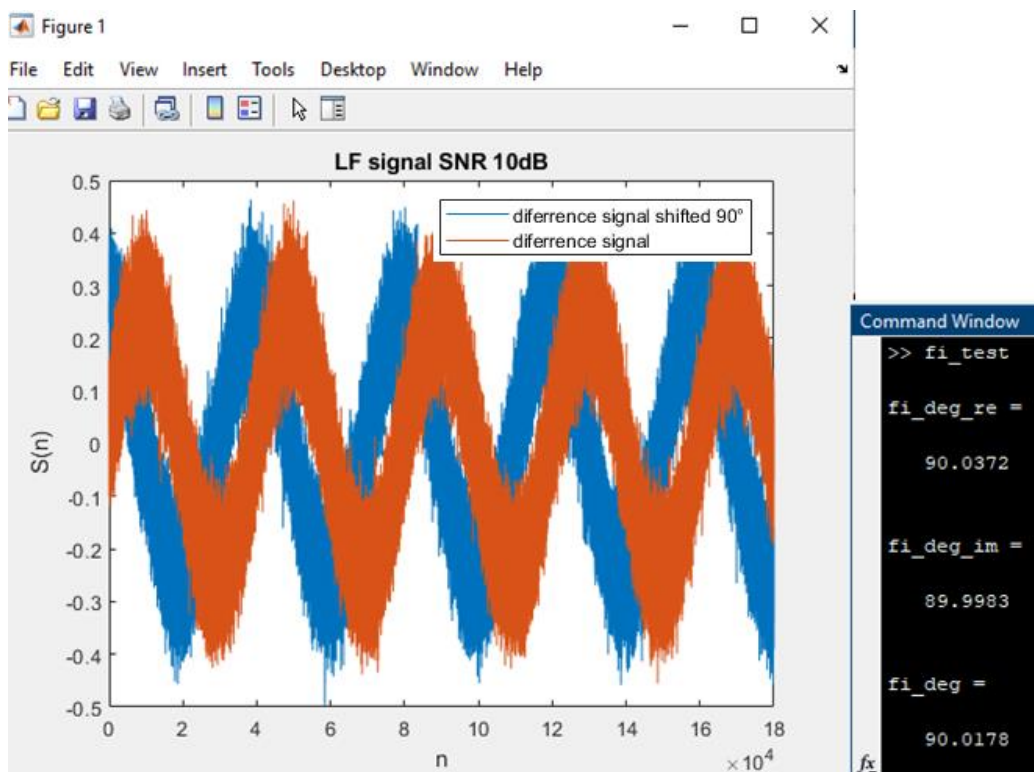 Figure 1
File Edit View Insert Tools Desktop Window Help
LF signal SNR 10dB
diferrence signal shifted 90°
diferrence signal
0.5
0.4
0.3
0.2
0.1
0
-0.1
-0.2
-0.3
-0.4
-0.5
S(n)
0 2 4 6 8 10 12 14 16 18
n
× 10⁴
Command Window
>> fi_test
fi_deg_re =
90.0372
fi_deg_im =
89.9983
fi_deg =
90.0178
fx